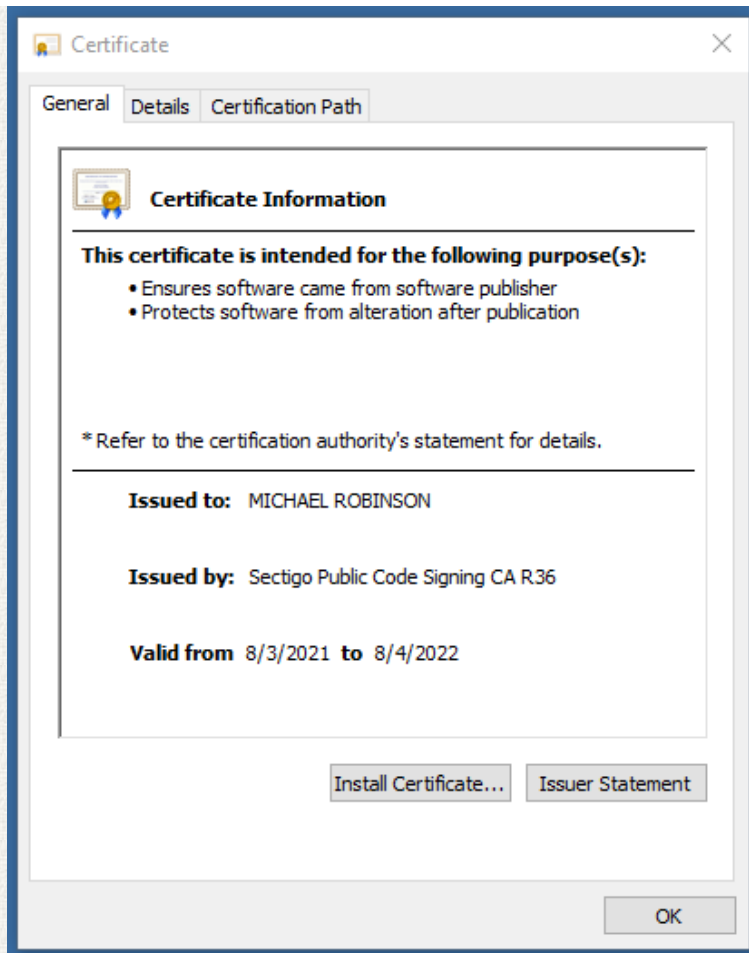 Certificate
General Details Certification Path
Certificate Information
This certificate is intended for the following purpose(s):
• Ensures software came from software publisher
• Protects software from alteration after publication
* Refer to the certification authority's statement for details.
Issued to: MICHAEL ROBINSON
Issued by: Sectigo Public Code Signing CA R36
Valid from 8/3/2021 to 8/4/2022
Install Certificate... Issuer Statement
OK